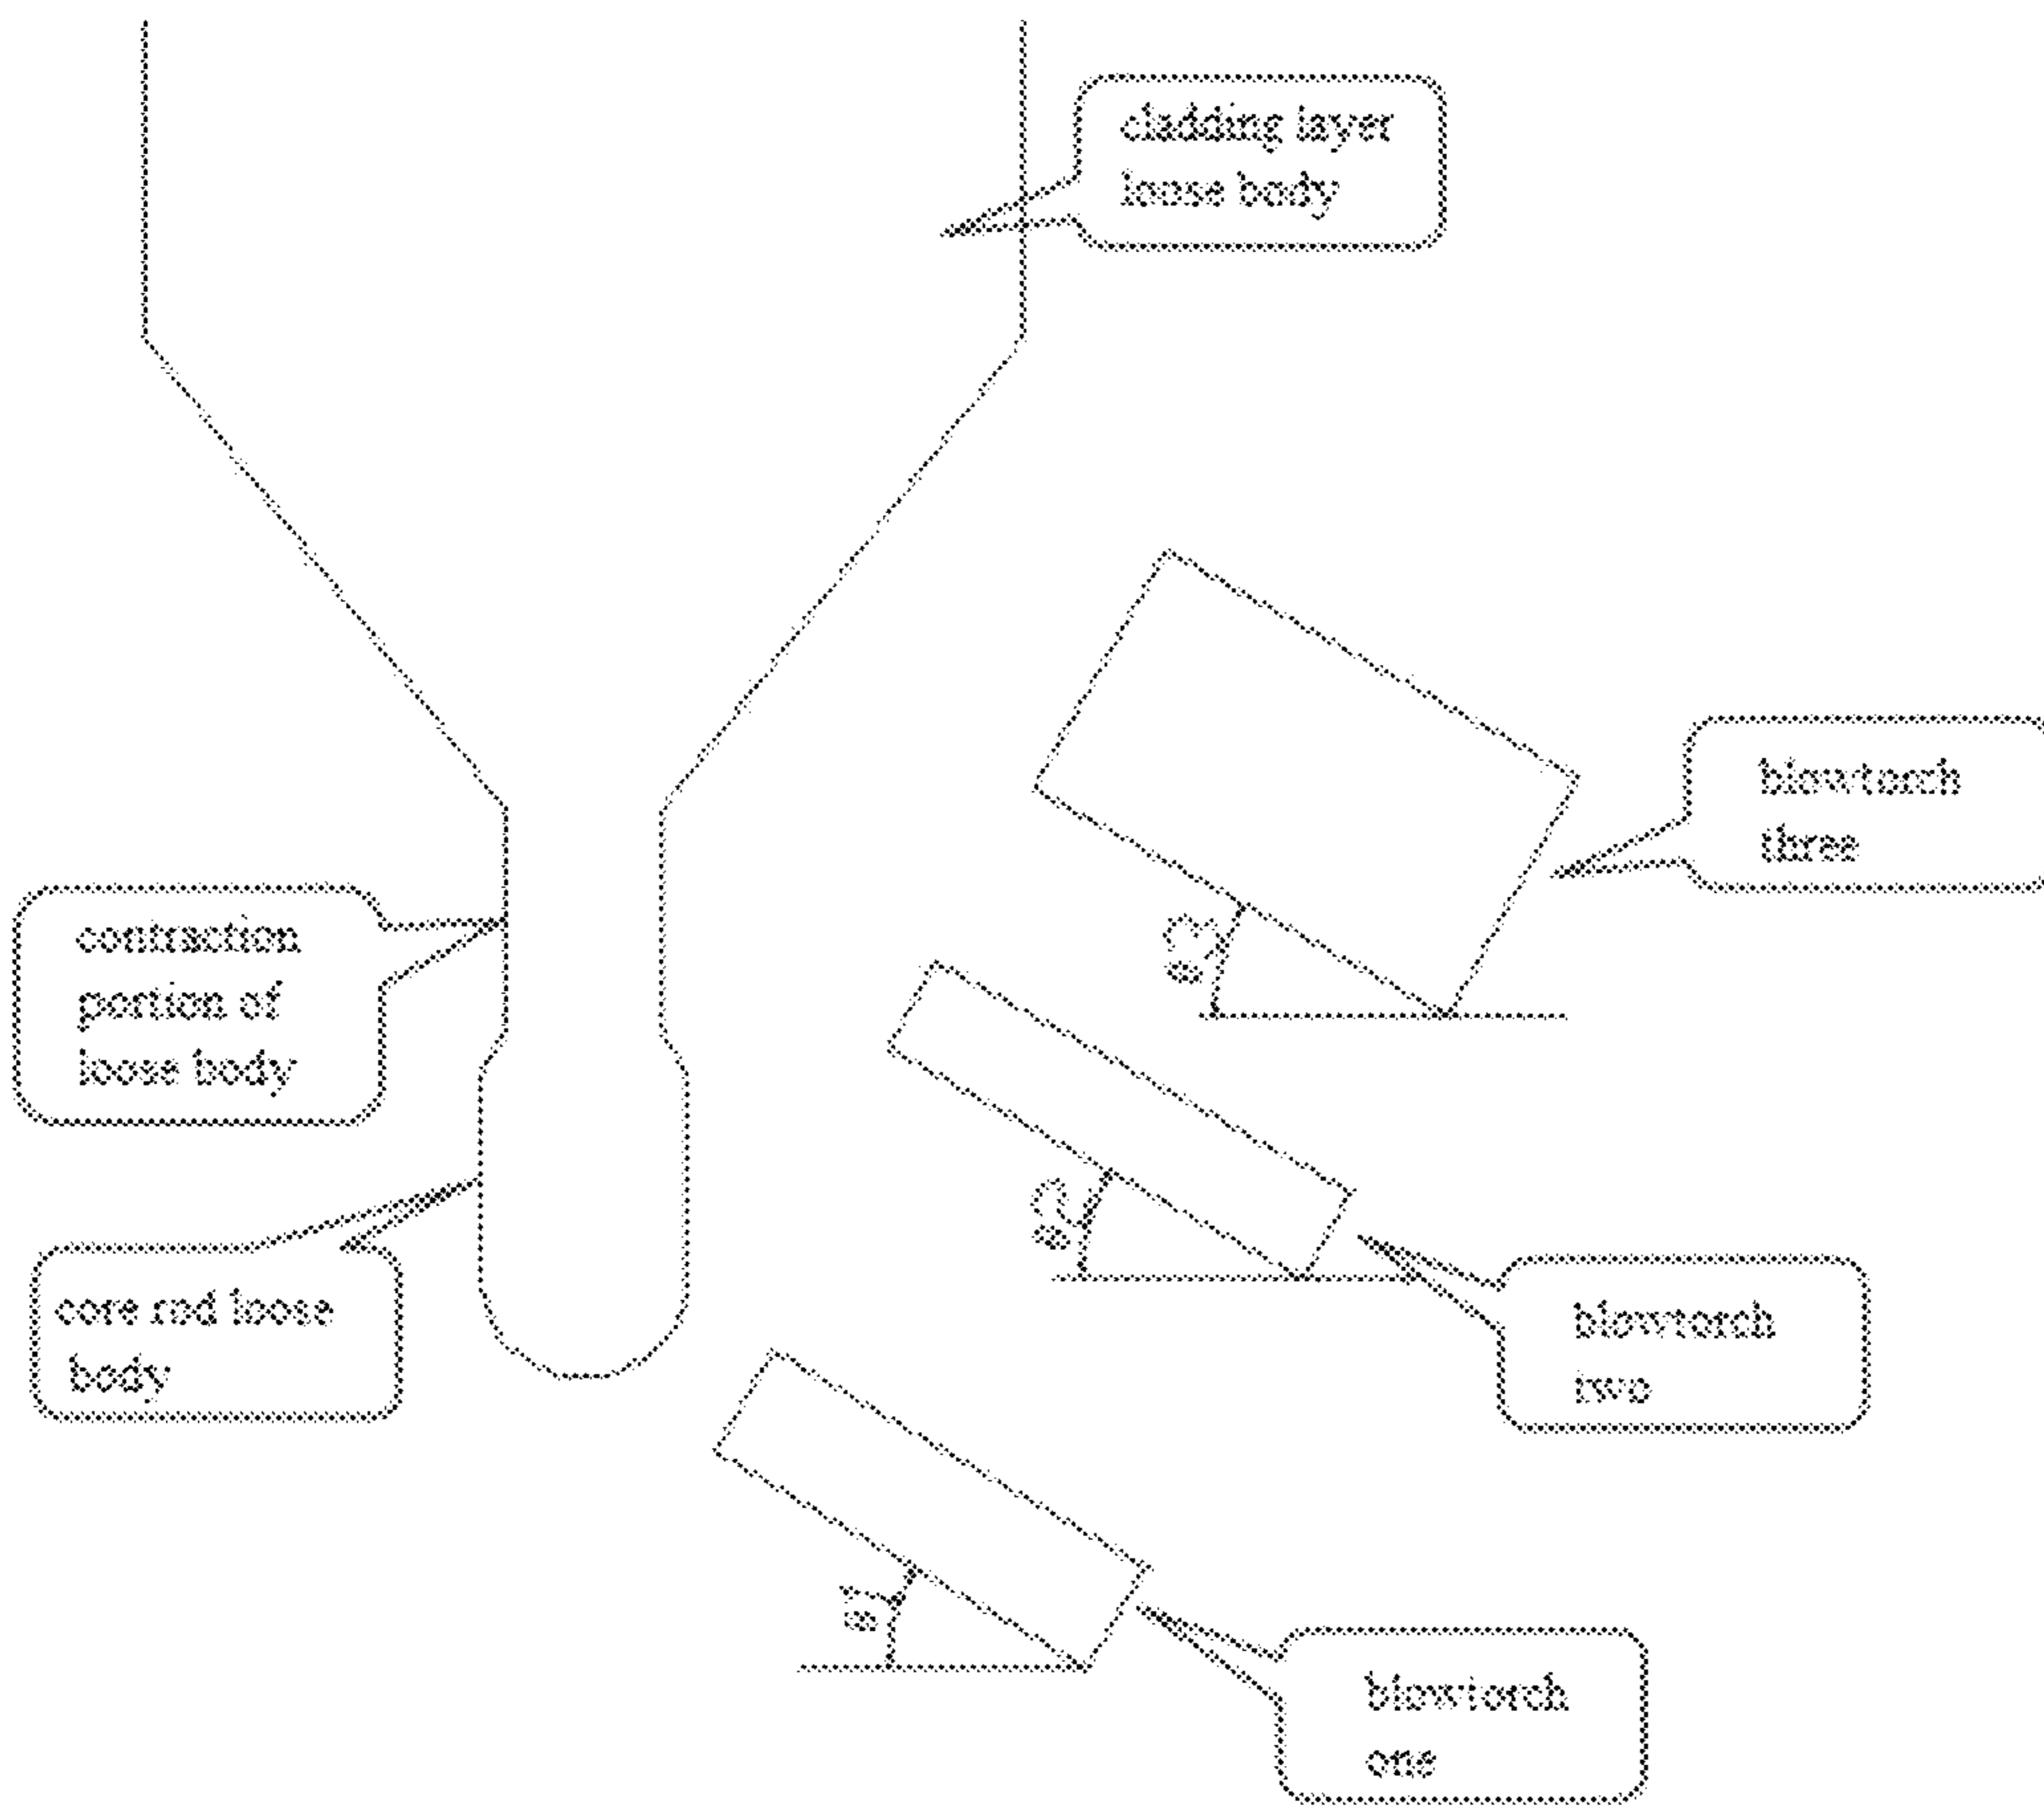 cladding layer
loose body
blowtorch
three
contraction
portion of
loose body
core rod loose
body
blowtorch
two
blowtorch
one